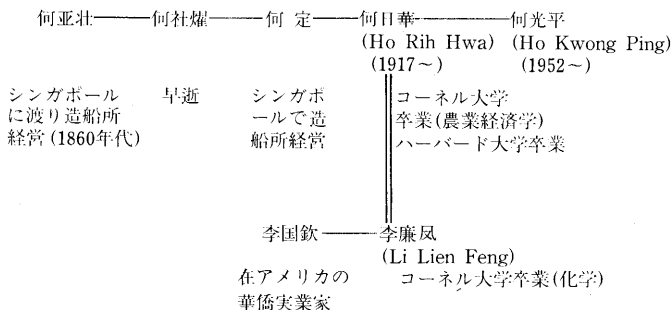 何亚壮――何社燿――何 定――何日華――何光平
(Ho Rih Hwa) (Ho Kwong Ping)
(1917～) (1952～)
シンガポール
に渡り造船所
経営(1860年代)
早逝
シンガポ
ールで造
船所経営
コーネル大学
卒業(農業経済学)
ハーバード大学卒業
李国欽――李廉凤
(Li Lien Feng)
在アメリカの
華僑実業家
コーネル大学卒業(化学)